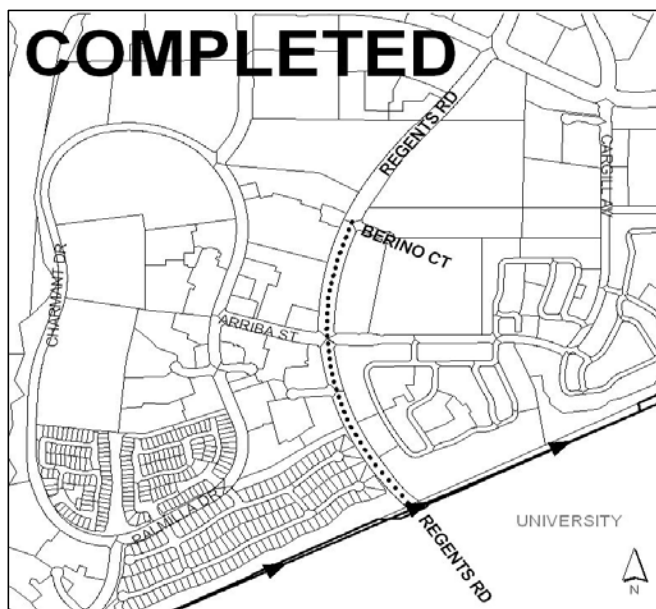 COMPLETED
REGENTS RD
CARGILL AV
BERINO CT
CHARMANT DR
ARRIBA ST
PALMILLA DR
UNIVERSITY
REGENTS RD
N